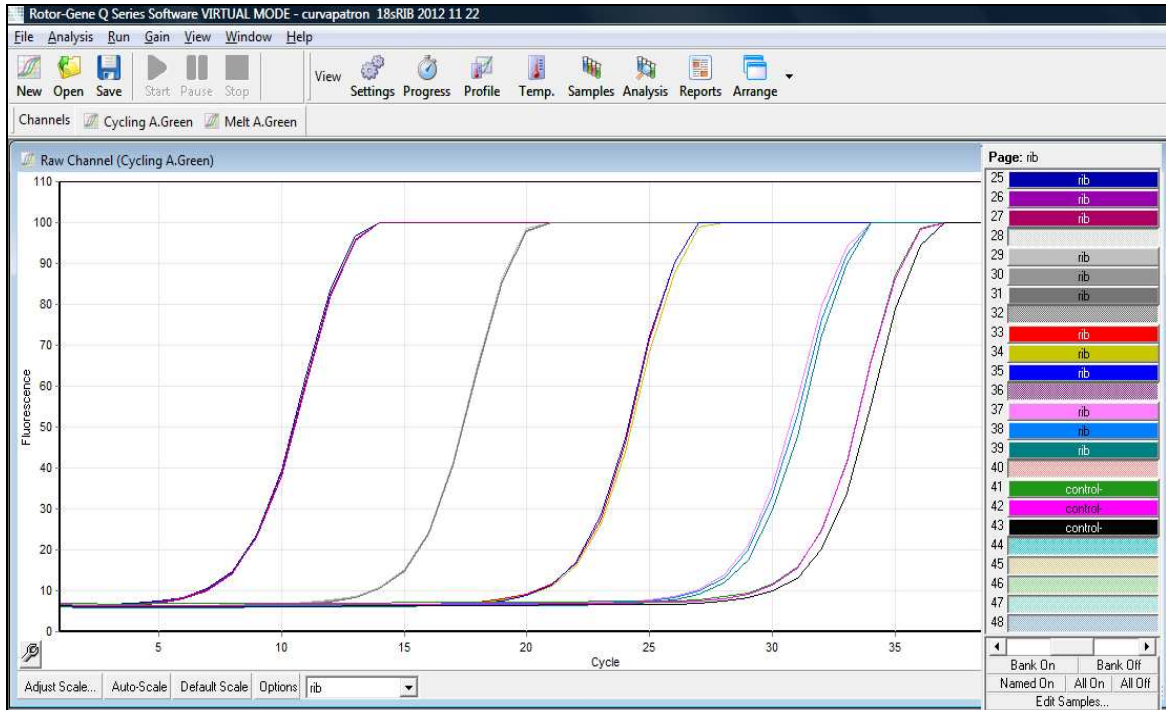 Rotor-Gene Q Series Software VIRTUAL MODE - curvapatron 18sRIB 2012 11 22
File Analysis Run Gain View Window Help
New Open Save Start Pause Stop View Settings Progress Profile Temp. Samples Analysis Reports Arrange
Channels Cycling A.Green Melt A.Green
Raw Channel (Cycling A.Green)
110
100
90
80
70
60
50
40
30
20
10
0
Fluorescence
5 10 15 20 25 30 35
Cycle
Adjust Scale... Auto-Scale Default Scale Options rib
Page: rib
25 rib
26 rib
27 rib
28
29 rib
30 rib
31 rib
32
33 rib
34 rib
35 rib
36
37 rib
38 rib
39 rib
40
41 control-
42 control-
43 control-
44
45
46
47
48
Bank On Bank Off
Named On All On All Off
Edit Samples...